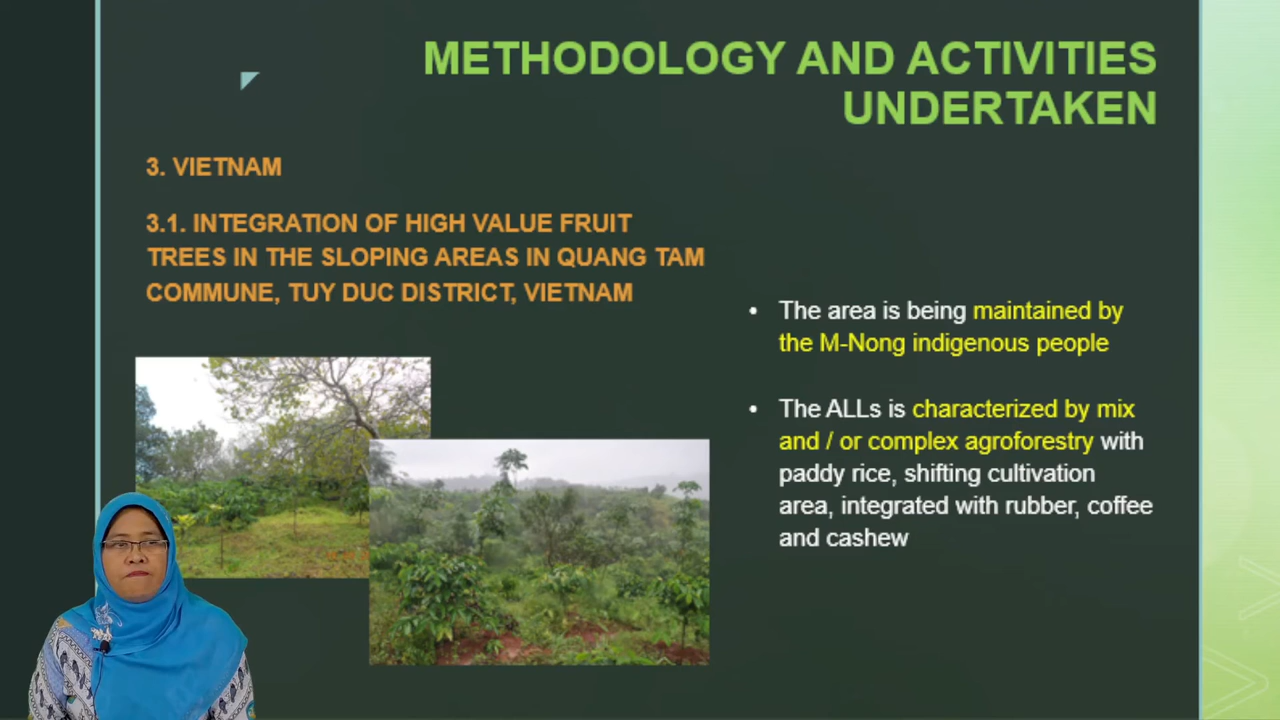 METHODOLOGY AND ACTIVITIES
UNDERTAKEN
3. VIETNAM
3.1. INTEGRATION OF HIGH VALUE FRUIT
TREES IN THE SLOPING AREAS IN QUANG TAM
COMMUNE, TUY DUC DISTRICT, VIETNAM
• The area is being maintained by
the M-Nong indigenous people
• The ALLs is characterized by mix
and / or complex agroforestry with
paddy rice, shifting cultivation
area, integrated with rubber, coffee
and cashew